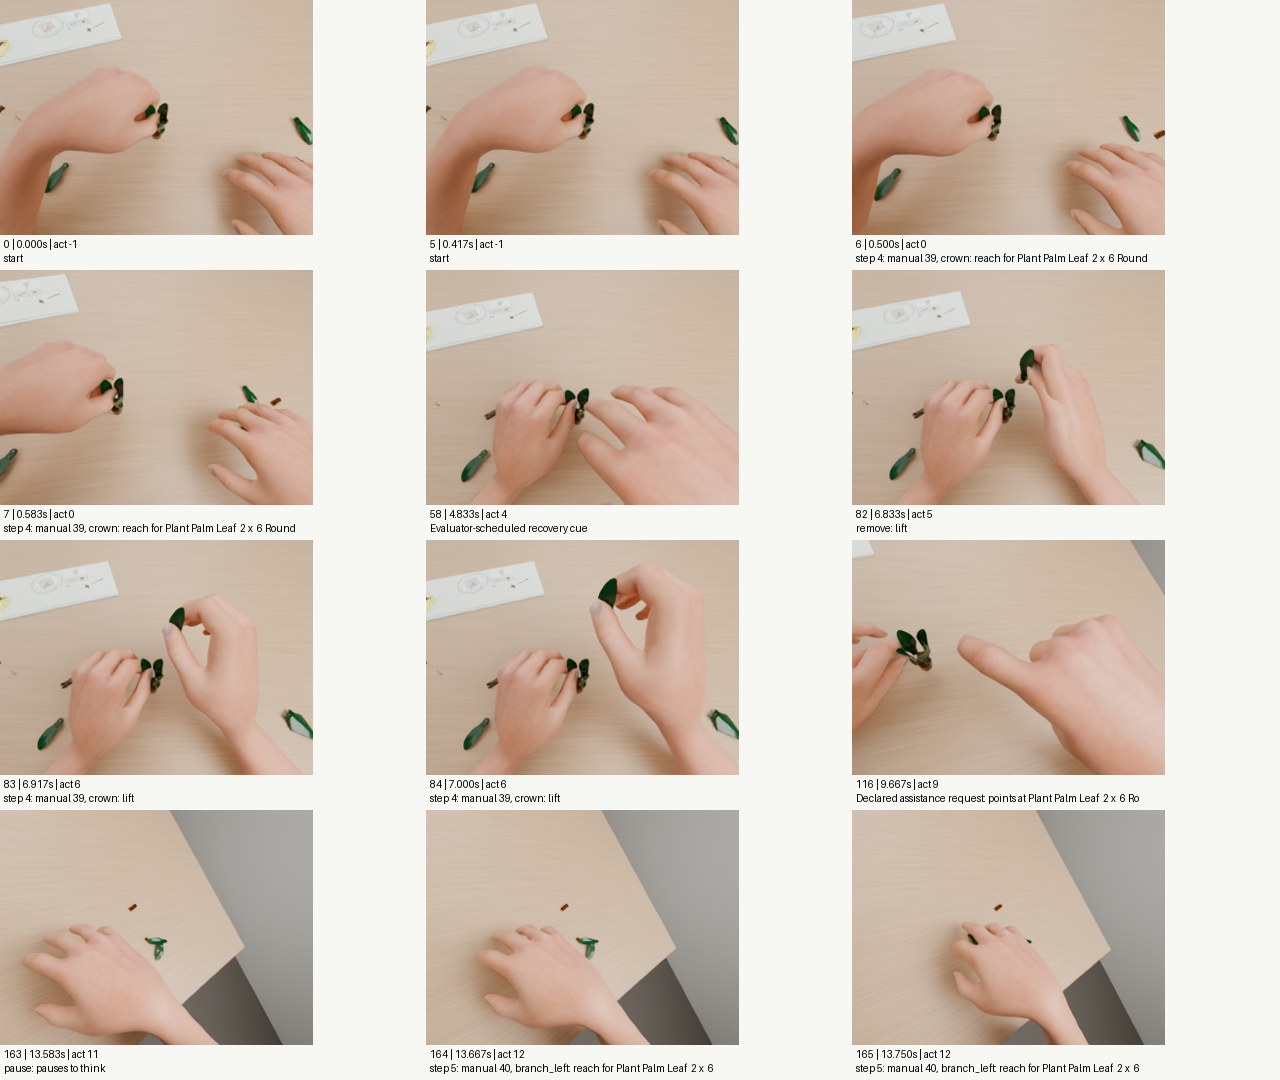 0 | 0.000s | act -1
start
5 | 0.417s | act -1
start
6 | 0.500s | act 0
step 4: manual 39, crown: reach for Plant Palm Leaf 2 x 6 Round
7 | 0.583s | act 0
step 4: manual 39, crown: reach for Plant Palm Leaf 2 x 6 Round
58 | 4.833s | act 4
Evaluator-scheduled recovery cue
82 | 6.833s | act 5
remove: lift
83 | 6.917s | act 6
step 4: manual 39, crown: lift
84 | 7.000s | act 6
step 4: manual 39, crown: lift
116 | 9.667s | act 9
Declared assistance request: points at Plant Palm Leaf 2 x 6 Ro
163 | 13.583s | act 11
pause: pauses to think
164 | 13.667s | act 12
step 5: manual 40, branch_left: reach for Plant Palm Leaf 2 x 6
165 | 13.750s | act 12
step 5: manual 40, branch_left: reach for Plant Palm Leaf 2 x 6